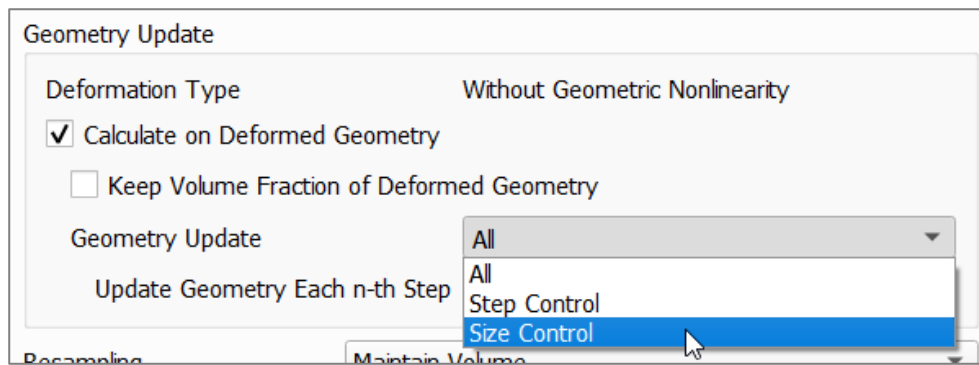 Geometry Update
Deformation Type Without Geometric Nonlinearity
Calculate on Deformed Geometry
Keep Volume Fraction of Deformed Geometry
Geometry Update All
All
Update Geometry Each n-th Step
Step Control
Size Control
Resampling Maintain Volume